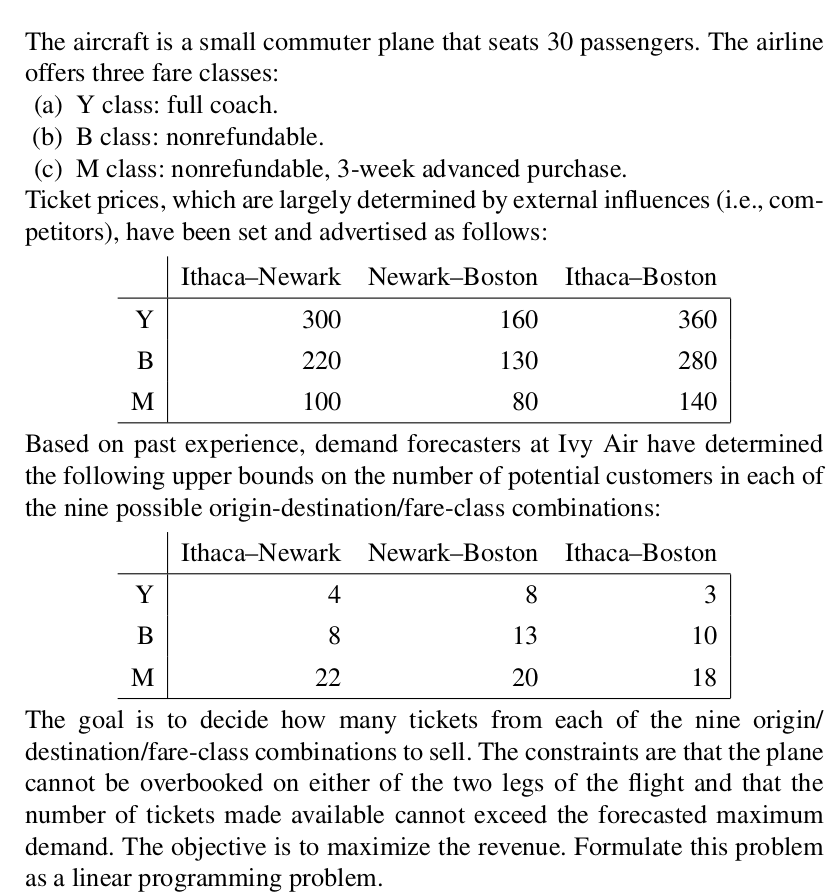 The aircraft is a small commuter plane that seats 30 passengers. The airline
offers three fare classes:
(a) Y class: full coach.
(b) B class: nonrefundable.
(c) M class: nonrefundable, 3-week advanced purchase.
Ticket prices, which are largely determined by external influences (i.e., com-
petitors), have been set and advertised as follows:
Ithaca–Newark Newark–Boston Ithaca–Boston
Y 300 160 360
B 220 130 280
M 100 80 140
Based on past experience, demand forecasters at Ivy Air have determined
the following upper bounds on the number of potential customers in each of
the nine possible origin-destination/fare-class combinations:
Ithaca–Newark Newark–Boston Ithaca–Boston
Y 4 8 3
B 8 13 10
M 22 20 18
The goal is to decide how many tickets from each of the nine origin/
destination/fare-class combinations to sell. The constraints are that the plane
cannot be overbooked on either of the two legs of the flight and that the
number of tickets made available cannot exceed the forecasted maximum
demand. The objective is to maximize the revenue. Formulate this problem
as a linear programming problem.